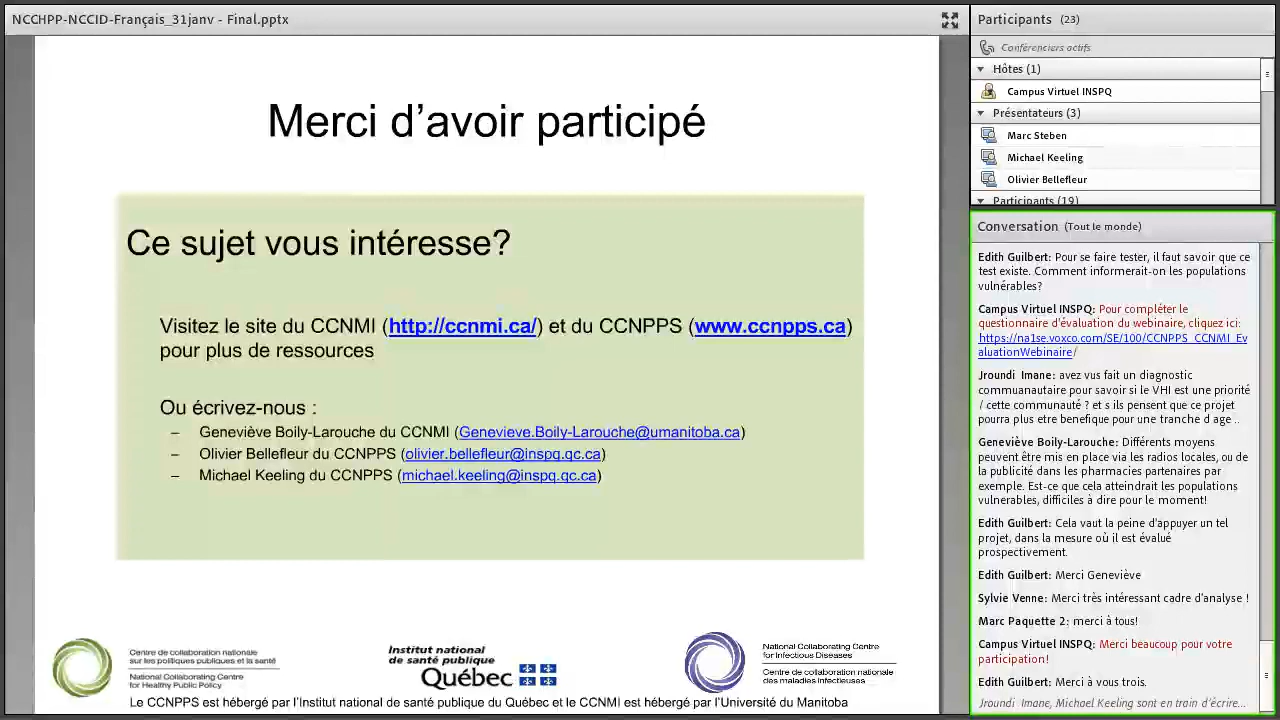 NCCHPP-NCCID-Français_31janv - Final.pptx
Merci d'avoir participé
Ce sujet vous intéresse?
Visitez le site du CCNMI (http://ccnmi.ca/) et du CCNPPS (www.ccnpps.ca)
pour plus de ressources
Ou écrivez-nous :
– Geneviève Boily-Larouche du CCNMI (Genevieve.Boily-Larouche@umanitoba.ca)
– Olivier Bellefleur du CCNPPS (olivier.bellefleur@inspq.qc.ca)
– Michael Keeling du CCNPPS (michael.keeling@inspq.qc.ca)
Centre de collaboration nationale
sur les politiques publiques et la santé
National Collaborating Centre
for Healthy Public Policy
Institut national
de santé publique
Québec
National Collaborating Centre
for Infectious Diseases
Centre de collaboration nationale
des maladies infectieuses
Le CCNPPS est hébergé par l'Institut national de santé publique du Québec et le CCNMI est hébergé par l'Université du Manitoba
Participants (23)
Conférenciers actifs
Hôtes (1)
Campus Virtuel INSPQ
Présentateurs (3)
Marc Steben
Michael Keeling
Olivier Bellefleur
Participants (19)
Conversation (Tout le monde)
Edith Guilbert: Pour se faire tester, il faut savoir que ce
test existe. Comment informerait-on les populations
vulnérables?
Campus Virtuel INSPQ: Pour compléter le
questionnaire d'évaluation du webinaire, cliquez ici:
https://na1se.voxco.com/SE/100/CCNPPS_CCNMI_Ev
aluationWebinaire/
Jroundi Imane: avez vus fait un diagnostic
communautaire pour savoir si le VHI est une priorité
/ cette communauté ? et s ils pensent que ce projet
pourra plus etre benefique pour une tranche d age ..
Geneviève Boily-Larouche: Différents moyens
peuvent être mis en place via les radios locales, ou de
la publicité dans les pharmacies partenaires par
exemple. Est-ce que cela atteindrait les populations
vulnérables, difficiles à dire pour le moment!
Edith Guilbert: Cela vaut la peine d'appuyer un tel
projet, dans la mesure où il est évalué
prospectivement.
Edith Guilbert: Merci Geneviève
Sylvie Venne: Merci très intéressant cadre d'analyse !
Marc Paquette 2: merci à tous!
Campus Virtuel INSPQ: Merci beaucoup pour votre
participation!
Edith Guilbert: Merci à vous trois.
Jroundi Imane, Michael Keeling sont en train d'écrire...